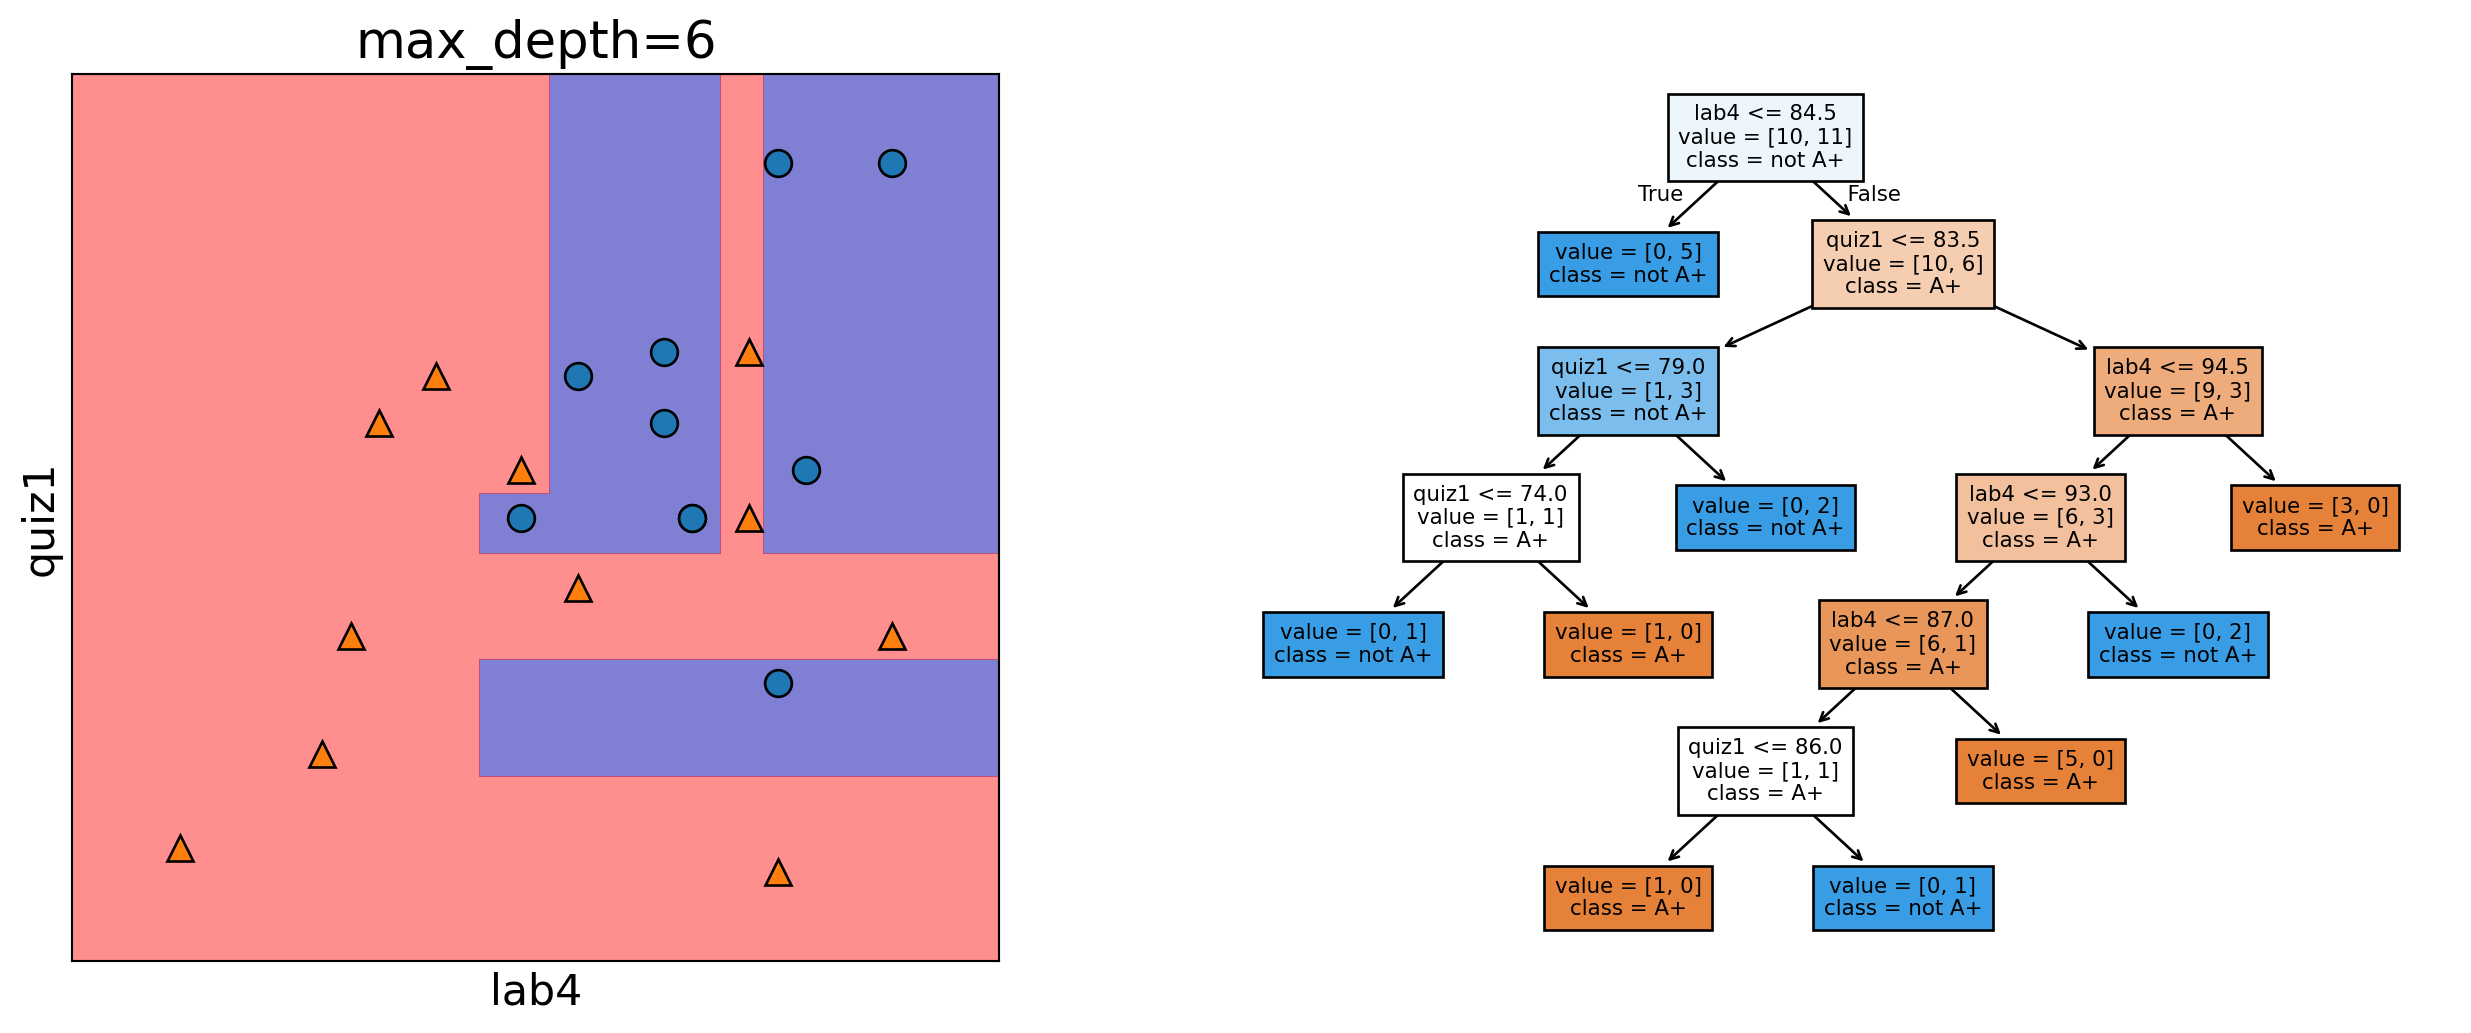 max_depth=6
quiz1
lab4
lab4 <= 84.5
value = [10, 11]
class = not A+
True
False
value = [0, 5]
class = not A+
quiz1 <= 83.5
value = [10, 6]
class = A+
quiz1 <= 79.0
value = [1, 3]
class = not A+
lab4 <= 94.5
value = [9, 3]
class = A+
quiz1 <= 74.0
value = [1, 1]
class = A+
value = [0, 2]
class = not A+
lab4 <= 93.0
value = [6, 3]
class = A+
value = [3, 0]
class = A+
value = [0, 1]
class = not A+
value = [1, 0]
class = A+
lab4 <= 87.0
value = [6, 1]
class = A+
value = [0, 2]
class = not A+
quiz1 <= 86.0
value = [1, 1]
class = A+
value = [5, 0]
class = A+
value = [1, 0]
class = A+
value = [0, 1]
class = not A+